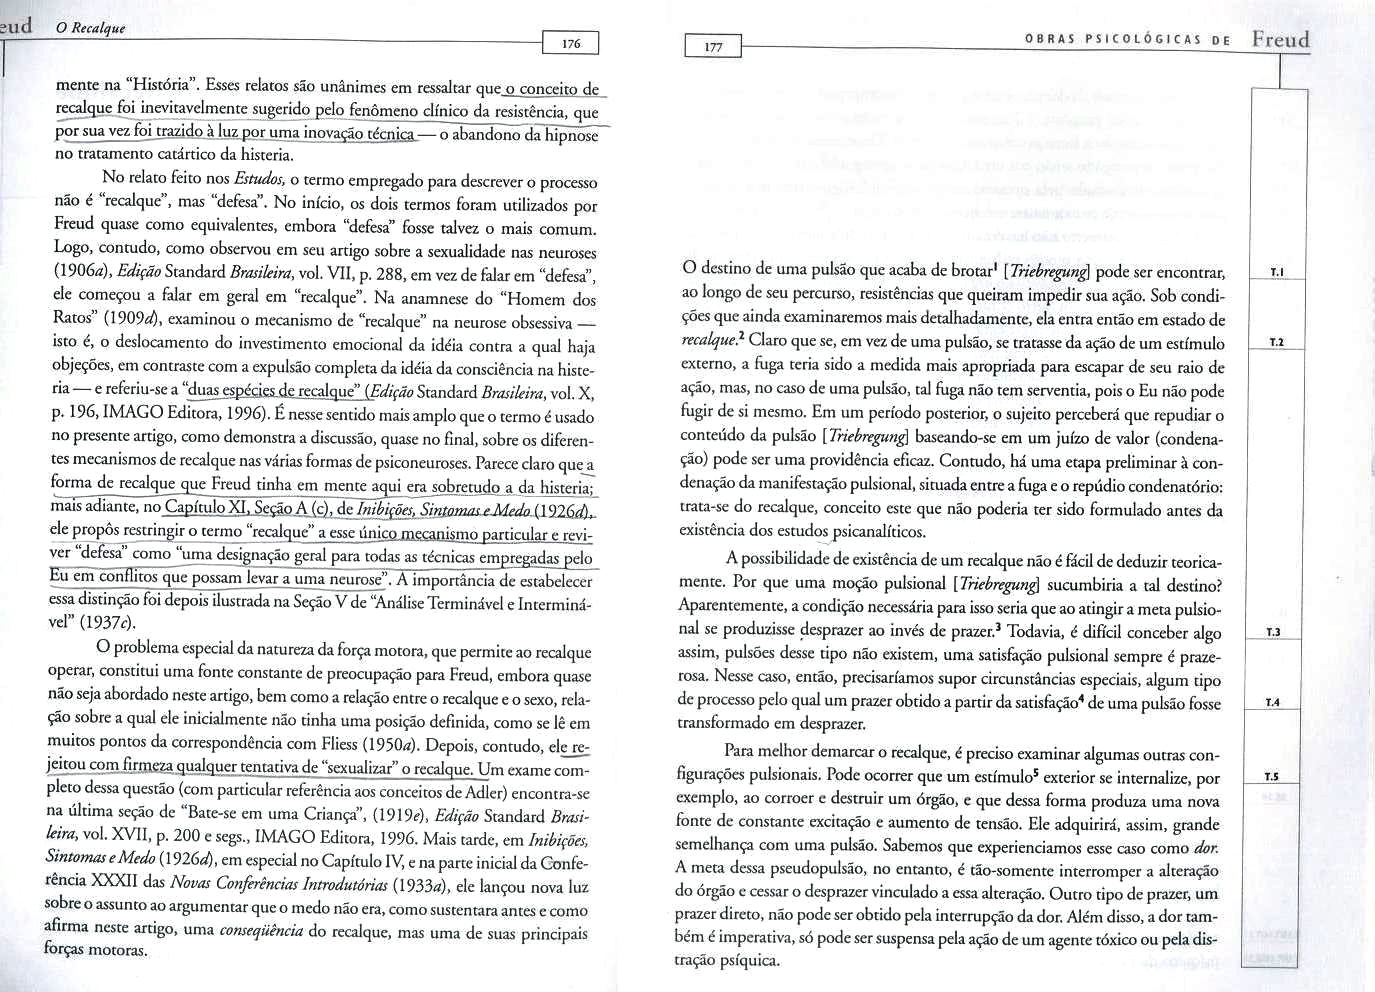 eud O Recalque
176
mente na “História”. Esses relatos são unânimes em ressaltar que o conceito de
recalque foi inevitavelmente sugerido pelo fenômeno clínico da resistência, que
por sua vez foi trazido à luz por uma inovação técnica — o abandono da hipnose
no tratamento catártico da histeria.
No relato feito nos Estudos, o termo empregado para descrever o processo
não é “recalque”, mas “defesa”. No início, os dois termos foram utilizados por
Freud quase como equivalentes, embora “defesa” fosse talvez o mais comum.
Logo, contudo, como observou em seu artigo sobre a sexualidade nas neuroses
(1906a), Edição Standard Brasileira, vol. VII, p. 288, em vez de falar em “defesa”,
ele começou a falar em geral em “recalque”. Na anamnese do “Homem dos
Ratos” (1909d), examinou o mecanismo de “recalque” na neurose obsessiva —
isto é, o deslocamento do investimento emocional da idéia contra a qual haja
objeções, em contraste com a expulsão completa da idéia da consciência na histe-
ria — e referiu-se a “duas espécies de recalque” (Edição Standard Brasileira, vol. X,
p. 196, IMAGO Editora, 1996). É nesse sentido mais amplo que o termo é usado
no presente artigo, como demonstra a discussão, quase no final, sobre os diferen-
tes mecanismos de recalque nas várias formas de psiconeuroses. Parece claro que a
forma de recalque que Freud tinha em mente aqui era sobretudo a da histeria;
mais adiante, no Capítulo XI, Seção A (c), de Inibições, Sintomas e Medo (1926d),
ele propôs restringir o termo “recalque” a esse único mecanismo particular e revi-
ver “defesa” como “uma designação geral para todas as técnicas empregadas pelo
Eu em conflitos que possam levar a uma neurose”. A importância de estabelecer
essa distinção foi depois ilustrada na Seção V de “Análise Terminável e Interminá-
vel” (1937c).
O problema especial da natureza da força motora, que permite ao recalque
operar, constitui uma fonte constante de preocupação para Freud, embora quase
não seja abordado neste artigo, bem como a relação entre o recalque e o sexo, rela-
ção sobre a qual ele inicialmente não tinha uma posição definida, como se lê em
muitos pontos da correspondência com Fliess (1950a). Depois, contudo, ele re-
jeitou com firmeza qualquer tentativa de “sexualizar” o recalque. Um exame com-
pleto dessa questão (com particular referência aos conceitos de Adler) encontra-se
na última seção de “Bate-se em uma Criança”, (1919e), Edição Standard Brasi-
leira, vol. XVII, p. 200 e segs., IMAGO Editora, 1996. Mais tarde, em Inibições,
Sintomas e Medo (1926d), em especial no Capítulo IV, e na parte inicial da Confe-
rência XXXII das Novas Conferências Introdutórias (1933a), ele lançou nova luz
sobre o assunto ao argumentar que o medo não era, como sustentara antes e como
afirma neste artigo, uma conseqüência do recalque, mas uma de suas principais
forças motoras.
177
OBRAS PSICOLÓGICAS DE Freud
O destino de uma pulsão que acaba de brotar¹ [Triebregung] pode ser encontrar,
ao longo de seu percurso, resistências que queiram impedir sua ação. Sob condi-
ções que ainda examinaremos mais detalhadamente, ela entra então em estado de
recalque.² Claro que se, em vez de uma pulsão, se tratasse da ação de um estímulo
externo, a fuga teria sido a medida mais apropriada para escapar de seu raio de
ação, mas, no caso de uma pulsão, tal fuga não tem serventia, pois o Eu não pode
fugir de si mesmo. Em um período posterior, o sujeito perceberá que repudiar o
conteúdo da pulsão [Triebregung] baseando-se em um juízo de valor (condena-
ção) pode ser uma providência eficaz. Contudo, há uma etapa preliminar à con-
denação da manifestação pulsional, situada entre a fuga e o repúdio condenatório:
trata-se do recalque, conceito este que não poderia ter sido formulado antes da
existência dos estudos psicanalíticos.
A possibilidade de existência de um recalque não é fácil de deduzir teorica-
mente. Por que uma moção pulsional [Triebregung] sucumbiria a tal destino?
Aparentemente, a condição necessária para isso seria que ao atingir a meta pulsio-
nal se produzisse desprazer ao invés de prazer.³ Todavia, é difícil conceber algo
assim, pulsões desse tipo não existem, uma satisfação pulsional sempre é praze-
rosa. Nesse caso, então, precisaríamos supor circunstâncias especiais, algum tipo
de processo pelo qual um prazer obtido a partir da satisfação⁴ de uma pulsão fosse
transformado em desprazer.
Para melhor demarcar o recalque, é preciso examinar algumas outras con-
figurações pulsionais. Pode ocorrer que um estímulo⁵ exterior se internalize, por
exemplo, ao corroer e destruir um órgão, e que dessa forma produza uma nova
fonte de constante excitação e aumento de tensão. Ele adquirirá, assim, grande
semelhança com uma pulsão. Sabemos que experienciamos esse caso como dor.
A meta dessa pseudopulsão, no entanto, é tão-somente interromper a alteração
do órgão e cessar o desprazer vinculado a essa alteração. Outro tipo de prazer, um
prazer direto, não pode ser obtido pela interrupção da dor. Além disso, a dor tam-
bém é imperativa, só pode ser suspensa pela ação de um agente tóxico ou pela dis-
tração psíquica.
T.1
T.2
T.3
T.4
T.5